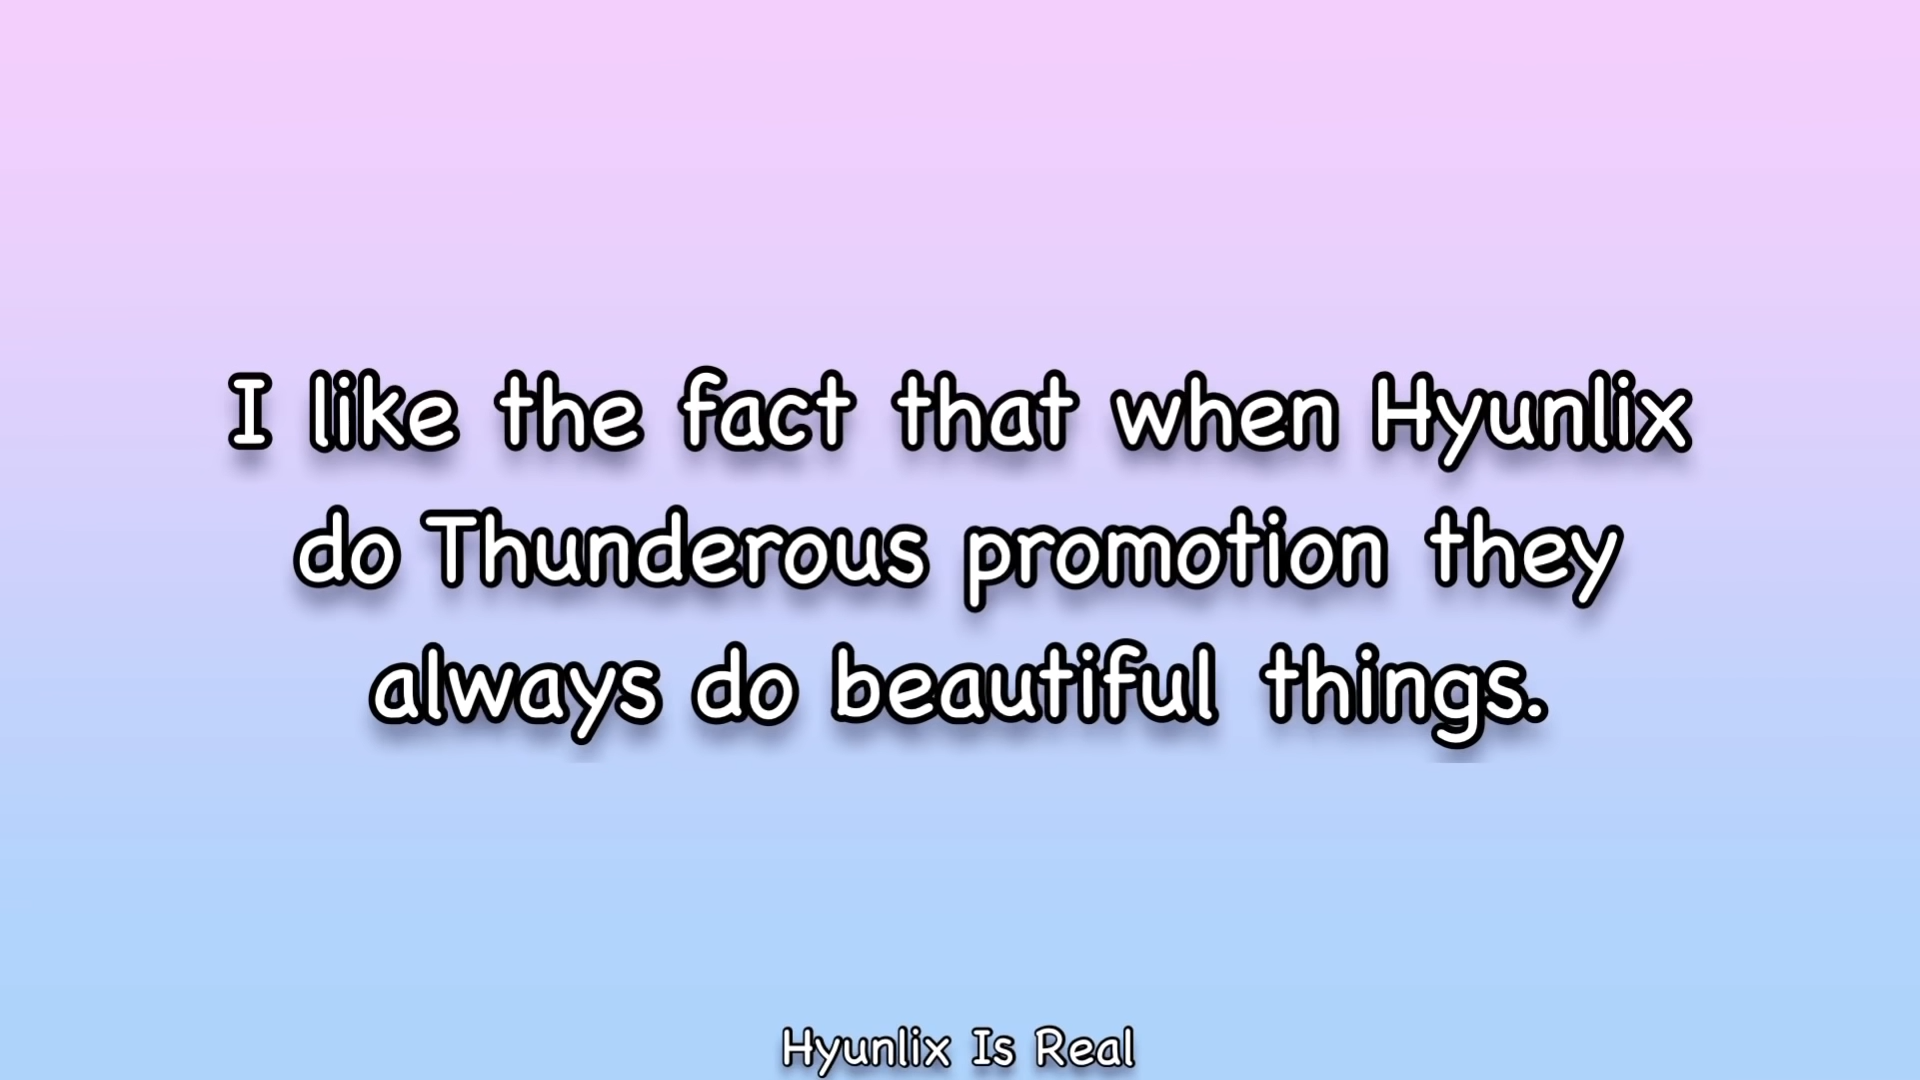 I like the fact that when Hyunlix
do Thunderous promotion they
always do beautiful things.
Hyunlix Is Real